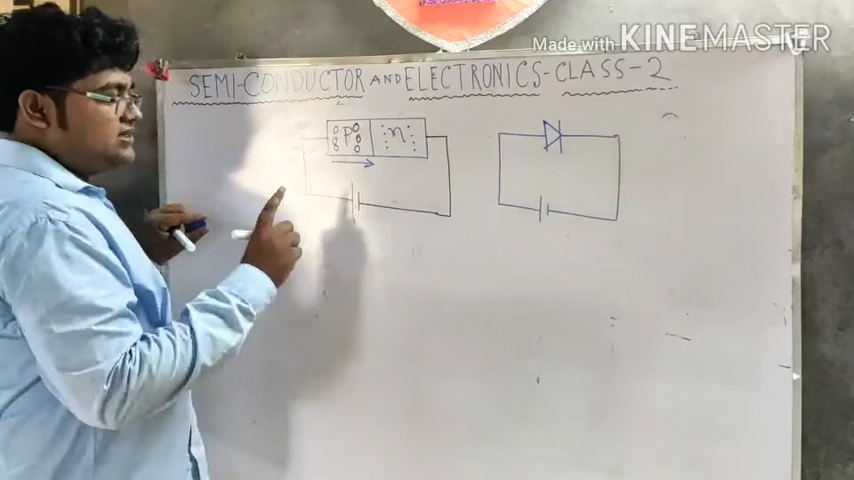 Made with KINEMASTER
SEMI-CONDUCTOR AND ELECTRONICS-CLASS-2
P n